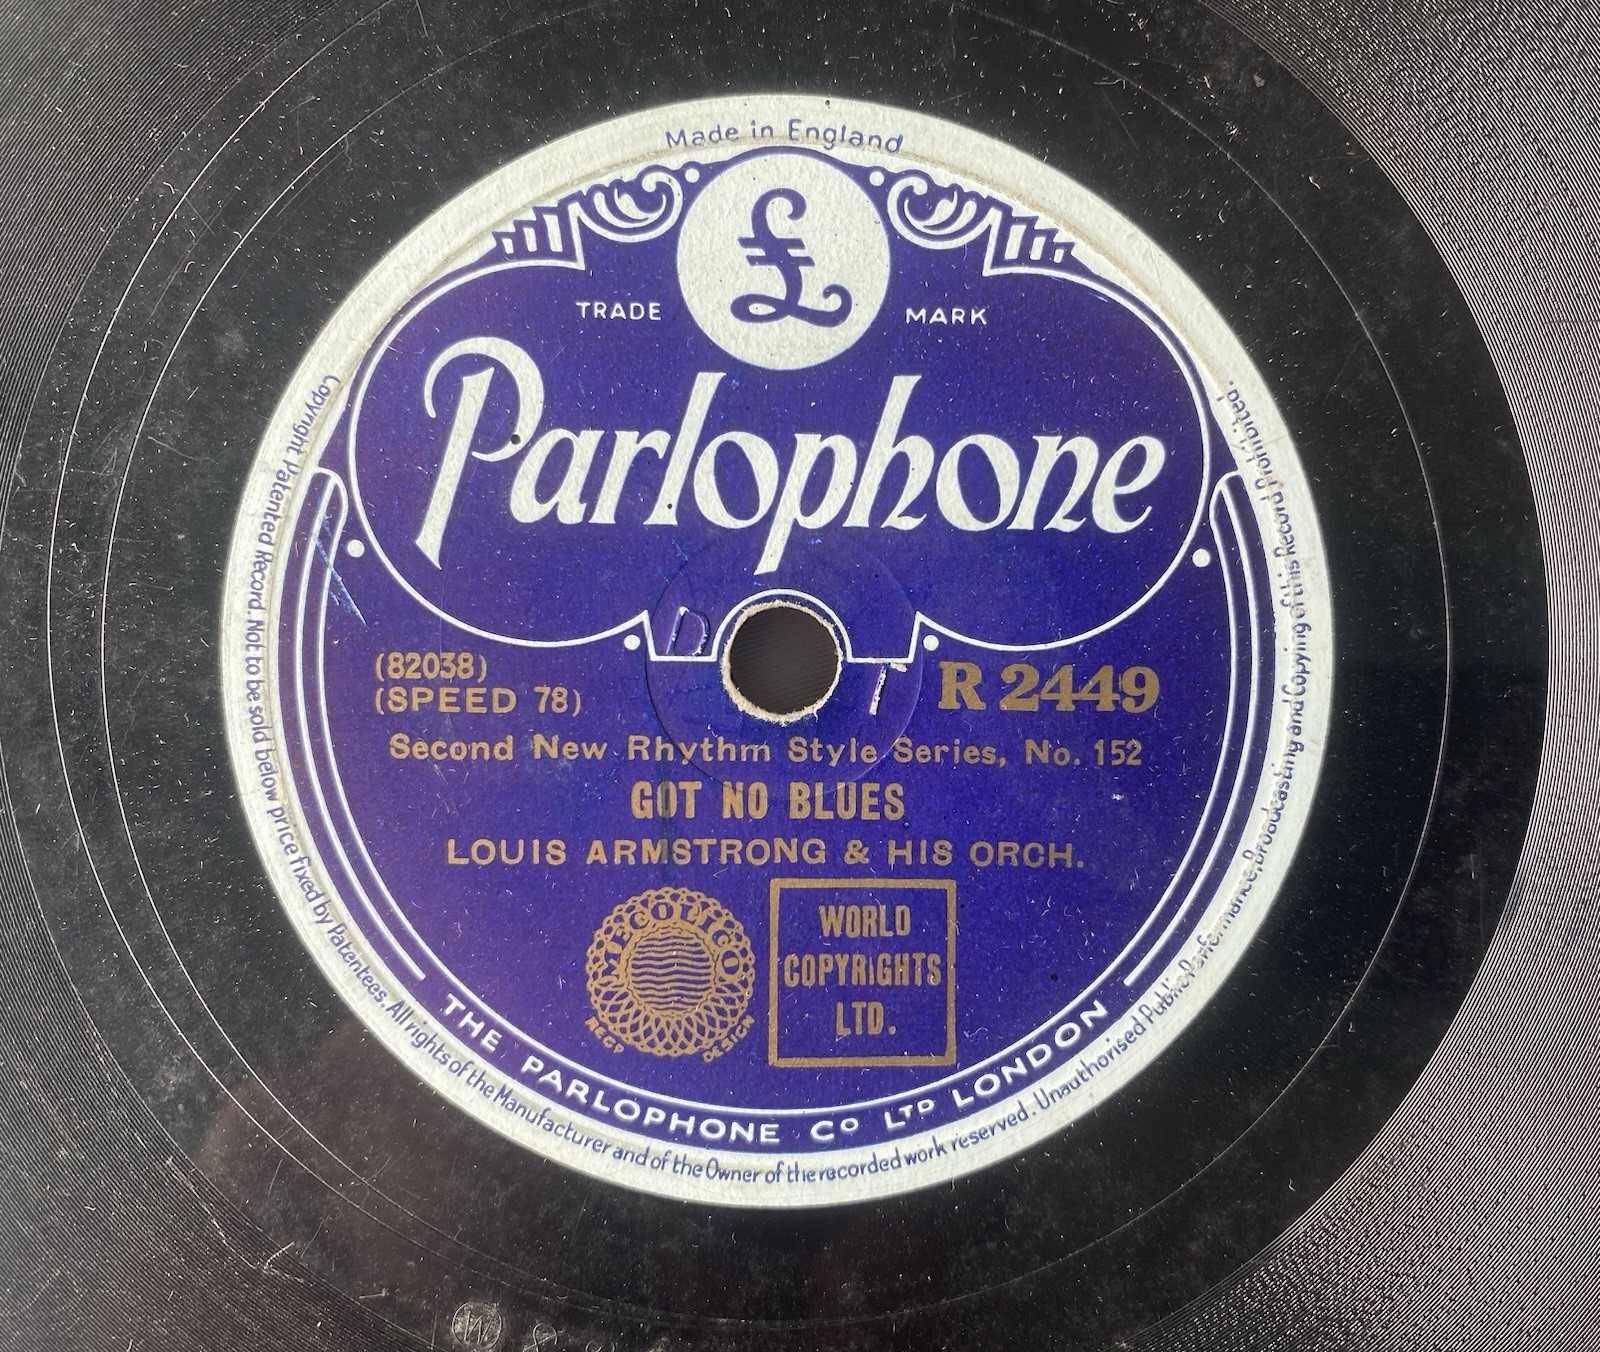 Made in England
£
TRADE MARK
Parlophone
D
T
(82038)
(SPEED 78)
R 2449
Second New Rhythm Style Series, No. 152
GOT NO BLUES
LOUIS ARMSTRONG & HIS ORCH.
MECOLICO
REGD DESIGN
WORLD
COPYRIGHTS
LTD.
THE PARLOPHONE Co LTD LONDON
Copyright Patented Record. Not to be sold below price fixed by Patentees. All rights of the Manufacturer and of the Owner of the recorded work reserved. Unauthorised Public Performance, Broadcasting and Copying of this Record Prohibited.
W